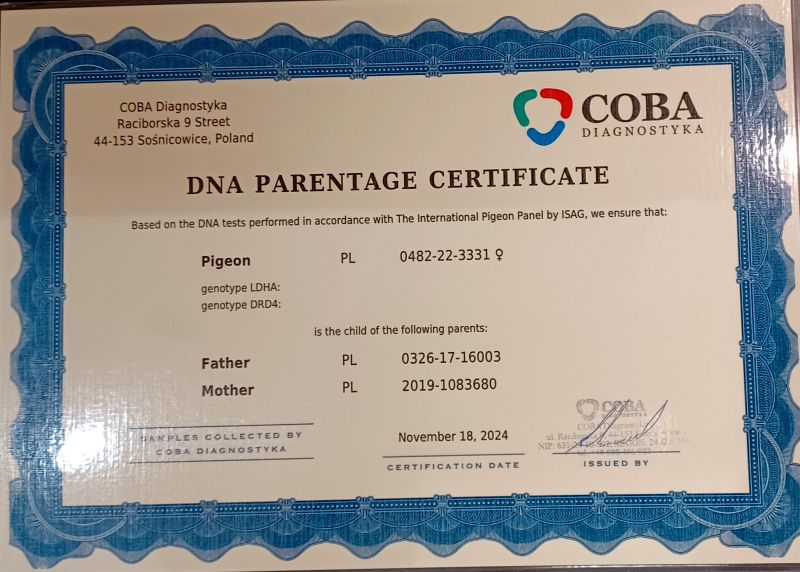 COBA Diagnostyka
Raciborska 9 Street
44-153 Sośnicowice, Poland
COBA
DIAGNOSTYKA
DNA PARENTAGE CERTIFICATE
Based on the DNA tests performed in accordance with The International Pigeon Panel by ISAG, we ensure that:
Pigeon PL 0482-22-3331 ♀
genotype LDHA:
genotype DRD4:
is the child of the following parents:
Father PL 0326-17-16003
Mother PL 2019-1083680
SAMPLES COLLECTED BY
COBA DIAGNOSTYKA
November 18, 2024
CERTIFICATION DATE
COBA
DIAGNOSTYKA
ISSUED BY